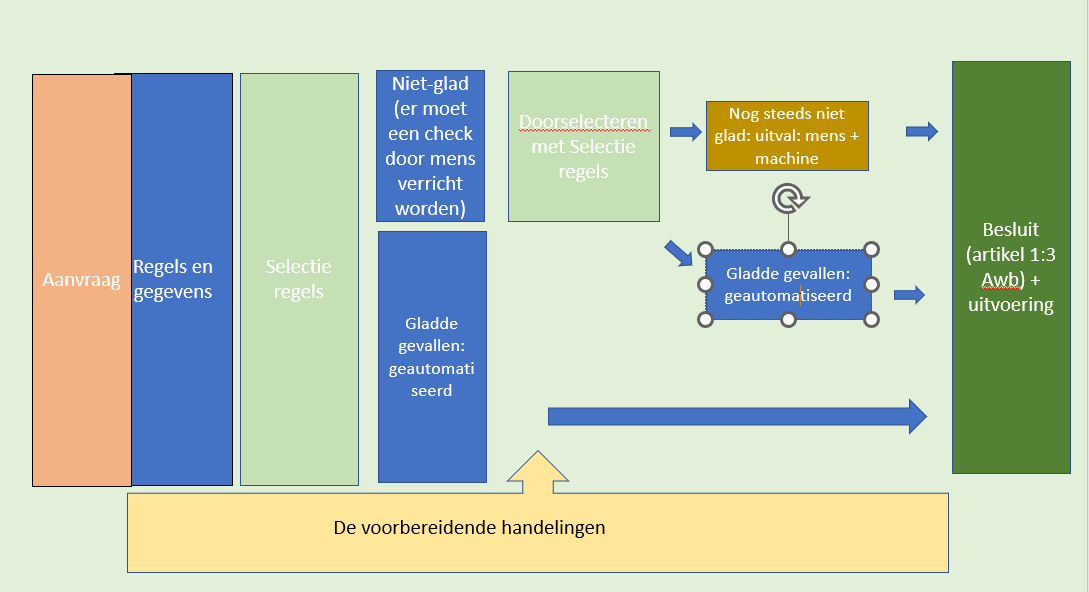 Aanvraag
Regels en
gegevens
Selectie
regels
Niet-glad
(er moet
een check
door mens
verricht
worden)
Gladde
gevallen:
geautomati
seerd
Doorselecteren
met Selectie
regels
Nog steeds niet
glad: uitval: mens +
machine
Gladde gevallen:
geautomatiseerd
Besluit
(artikel 1:3
Awb) +
uitvoering
De voorbereidende handelingen